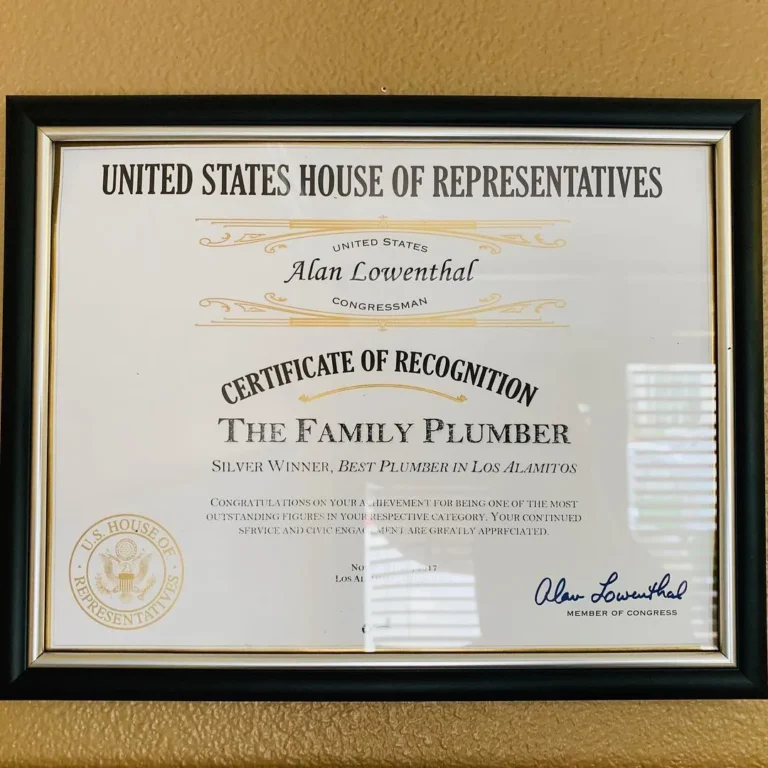 UNITED STATES HOUSE OF REPRESENTATIVES
UNITED STATES
Alan Lowenthal
CONGRESSMAN
CERTIFICATE OF RECOGNITION
THE FAMILY PLUMBER
SILVER WINNER, BEST PLUMBER IN LOS ALAMITOS
CONGRATULATIONS ON YOUR ACHIEVEMENT FOR BEING ONE OF THE MOST
OUTSTANDING FIGURES IN YOUR RESPECTIVE CATEGORY. YOUR CONTINUED
SERVICE AND CIVIC ENGAGEMENT ARE GREATLY APPRECIATED.
LOS
U.S. HOUSE OF
REPRESENTATIVES
Alan Lowenthal
MEMBER OF CONGRESS